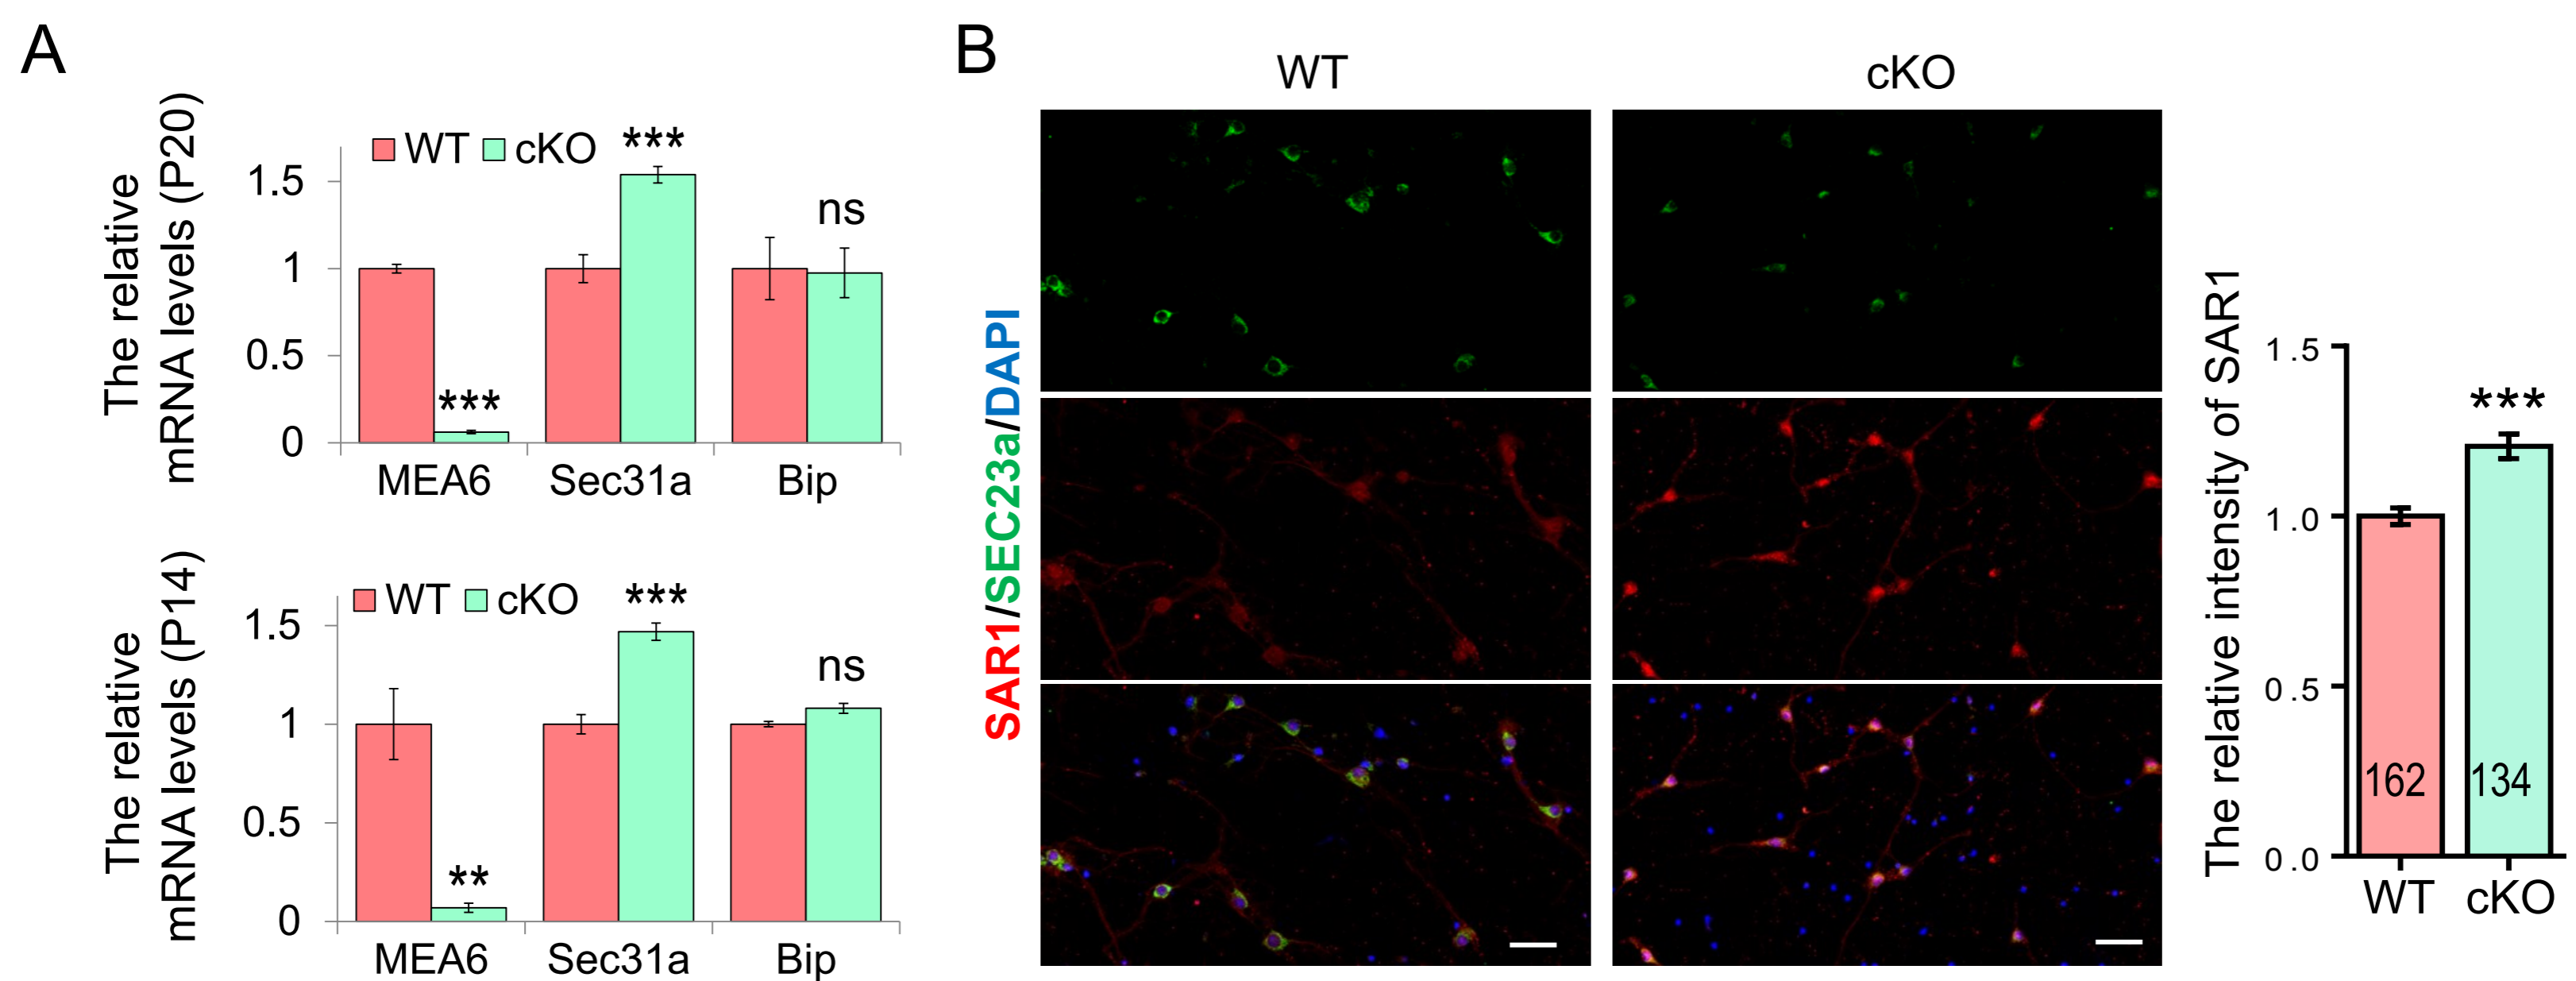 A
The relative
mRNA levels (P20)
WT cKO
***
1.5
ns
1
0.5
***
0
MEA6 Sec31a Bip
The relative
mRNA levels (P14)
WT cKO
***
1.5
ns
1
0.5
**
0
MEA6 Sec31a Bip
B
WT cKO
SAR1/SEC23a/DAPI
The relative intensity of SAR1
1.5
***
1.0
0.5
162 134
0.0
WT cKO